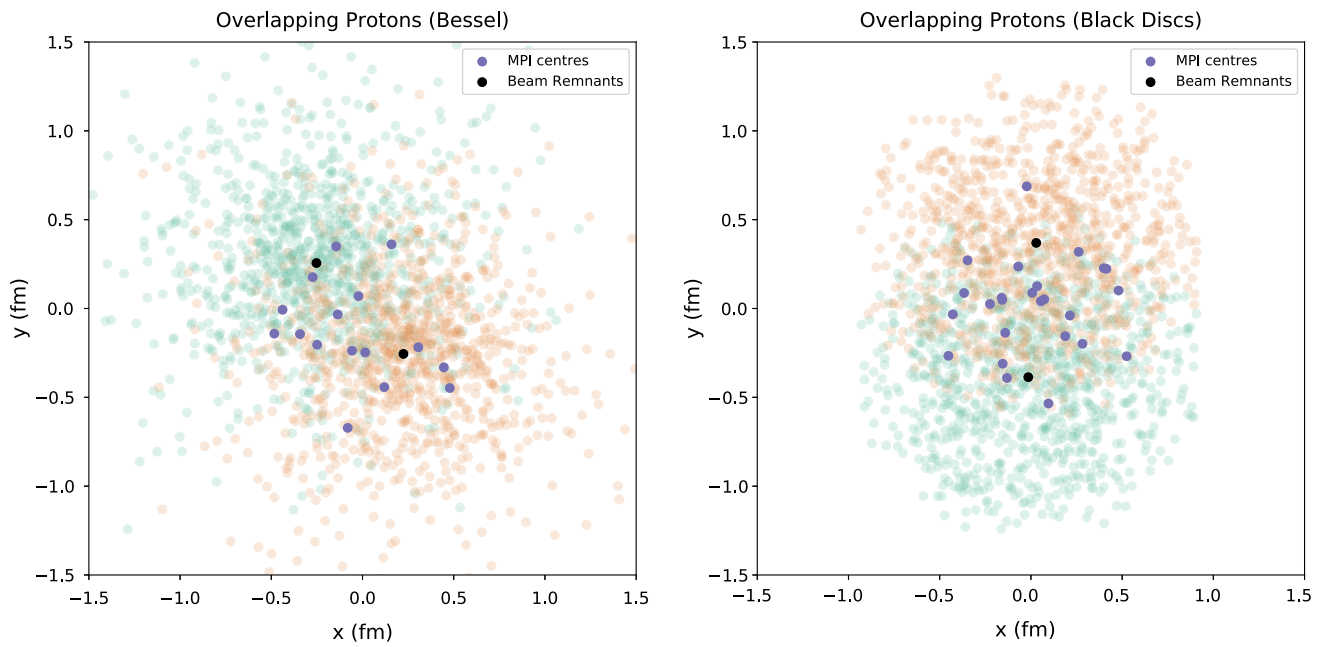 Overlapping Protons (Bessel)
MPI centres
Beam Remnants
1.5
1.0
0.5
0.0
−0.5
−1.0
−1.5
y (fm)
−1.5
−1.0
−0.5
0.0
0.5
1.0
1.5
x (fm)
Overlapping Protons (Black Discs)
MPI centres
Beam Remnants
1.5
1.0
0.5
0.0
−0.5
−1.0
−1.5
y (fm)
−1.5
−1.0
−0.5
0.0
0.5
1.0
1.5
x (fm)